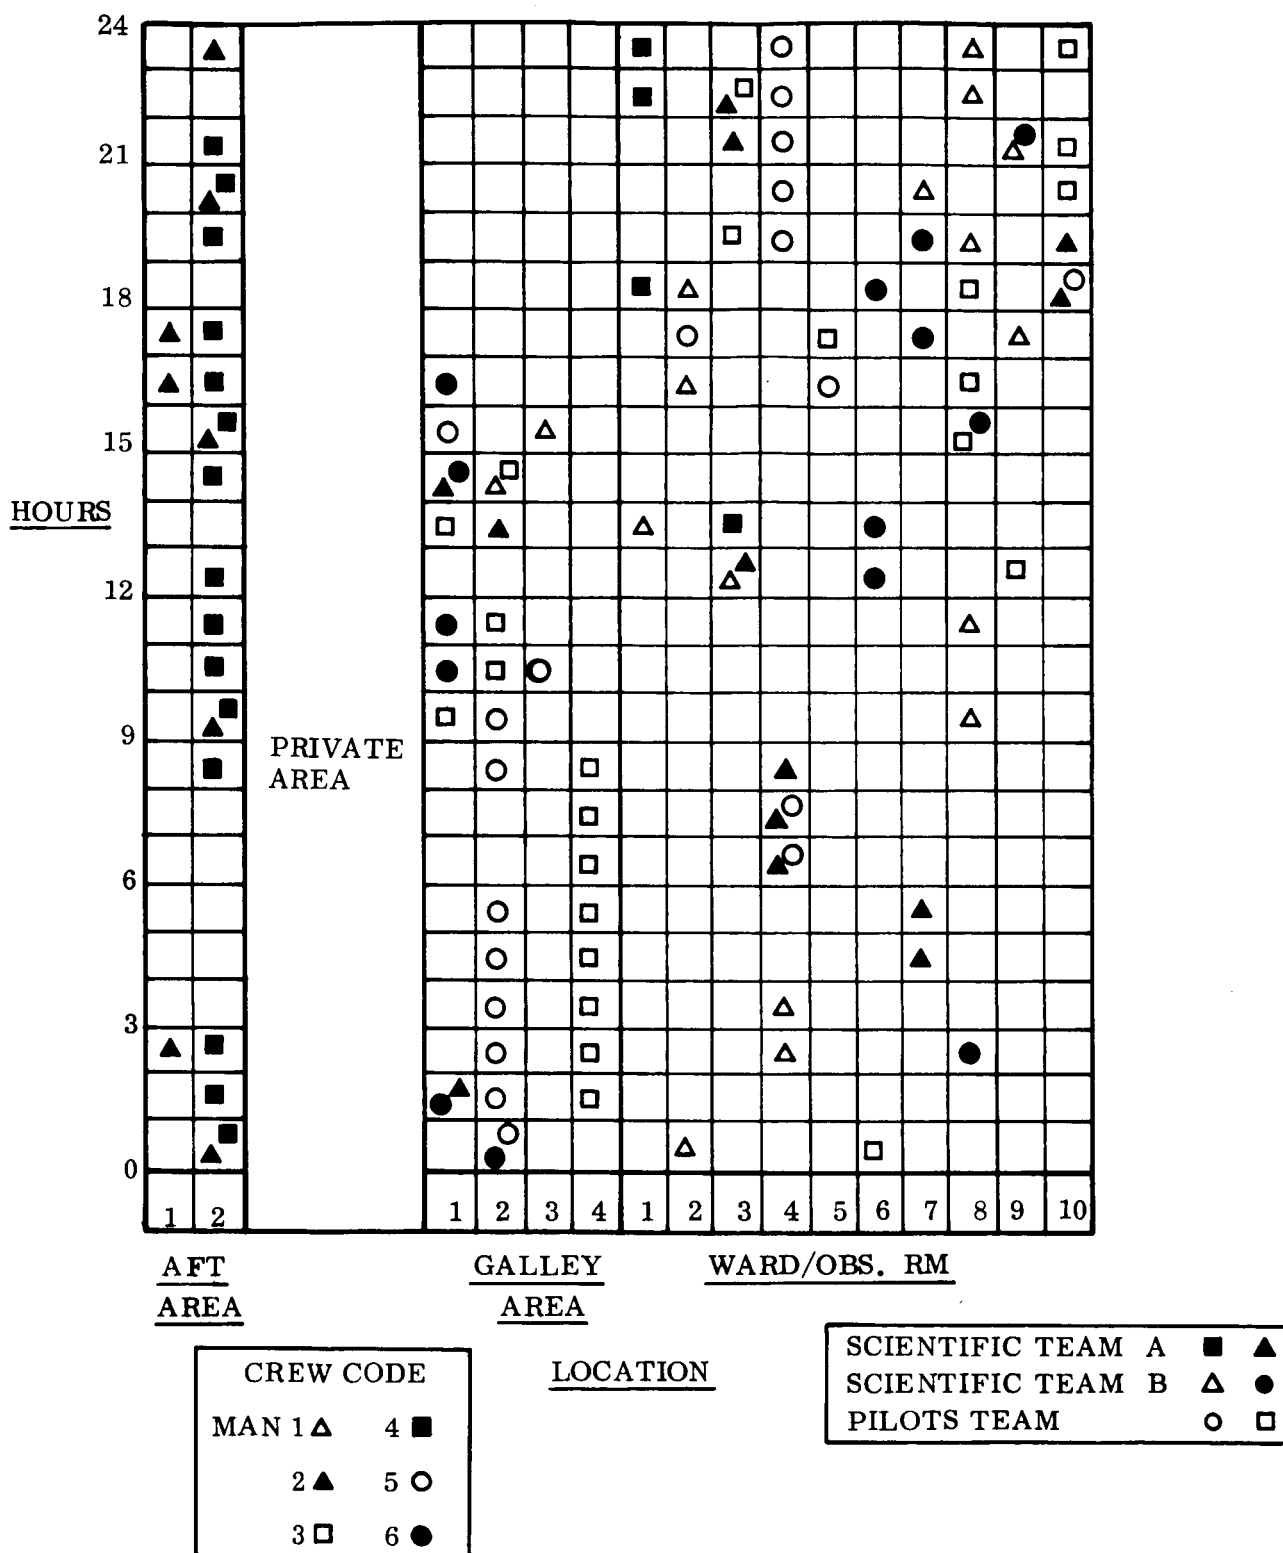 24
21
18
15
HOURS
12
9
PRIVATE
AREA
6
3
0
1 2 1 2 3 4 1 2 3 4 5 6 7 8 9 10
AFT
AREA
GALLEY
AREA
WARD/OBS. RM
LOCATION
CREW CODE
MAN 1 △ 4 ■
2 ▲ 5 ○
3 □ 6 ●
SCIENTIFIC TEAM A ■ ▲
SCIENTIFIC TEAM B △ ●
PILOTS TEAM ○ □